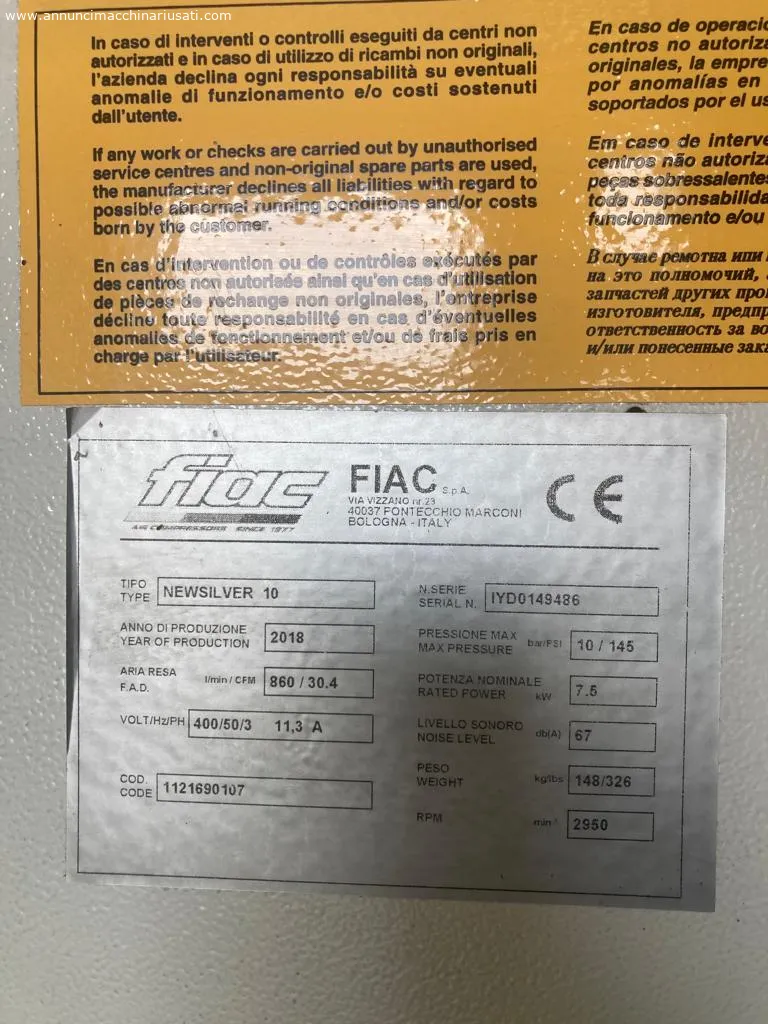 www.annuncimacchinariusati.com
In caso di interventi o controlli eseguiti da centri non
autorizzati e in caso di utilizzo di ricambi non originali,
l'azienda declina ogni responsabilità su eventuali
anomalie di funzionamento e/o costi sostenuti
dall'utente.
If any work or checks are carried out by unauthorised
service centres and non-original spare parts are used,
the manufacturer declines all liabilities with regard to
possible abnormal running conditions and/or costs
born by the customer.
En cas d'intervention ou de contrôles exécutés par
des centres non autorisés ainsi qu'en cas d'utilisation
de pièces de rechange non originales, l'entreprise
décline toute responsabilité en cas d'éventuelles
anomalies de fonctionnement et/ou de frais pris en
charge par l'utilisateur.
En caso de operacio
centros no autoriza
originales, la empre
por anomalías en
soportados por el us
Em caso de interve
centros não autoriza
peças sobressalentes
toda responsabilida
funcionamento e/ou
В случае ремотна ипи
на это полномочий,
запчастей других про
изготовителя, предпр
ответственность за во
и/или понесенные зака
fiac
AIR COMPRESSORS SINCE 1977
FIAC S.p.A.
VIA VIZZANO nr.23
40037 PONTECCHIO MARCONI
BOLOGNA - ITALY
CE
TIPO
TYPE NEWSILVER 10
ANNO DI PRODUZIONE
YEAR OF PRODUCTION 2018
ARIA RESA
F.A.D. l/min / CFM 860 / 30.4
VOLT/Hz/PH 400/50/3 11,3 A
COD.
CODE 1121690107
N.SERIE
SERIAL N. IYD0149486
PRESSIONE MAX
MAX PRESSURE bar/PSI 10 / 145
POTENZA NOMINALE
RATED POWER kW 7.5
LIVELLO SONORO
NOISE LEVEL db(A) 67
PESO
WEIGHT kg/lbs 148/326
RPM min⁻¹ 2950